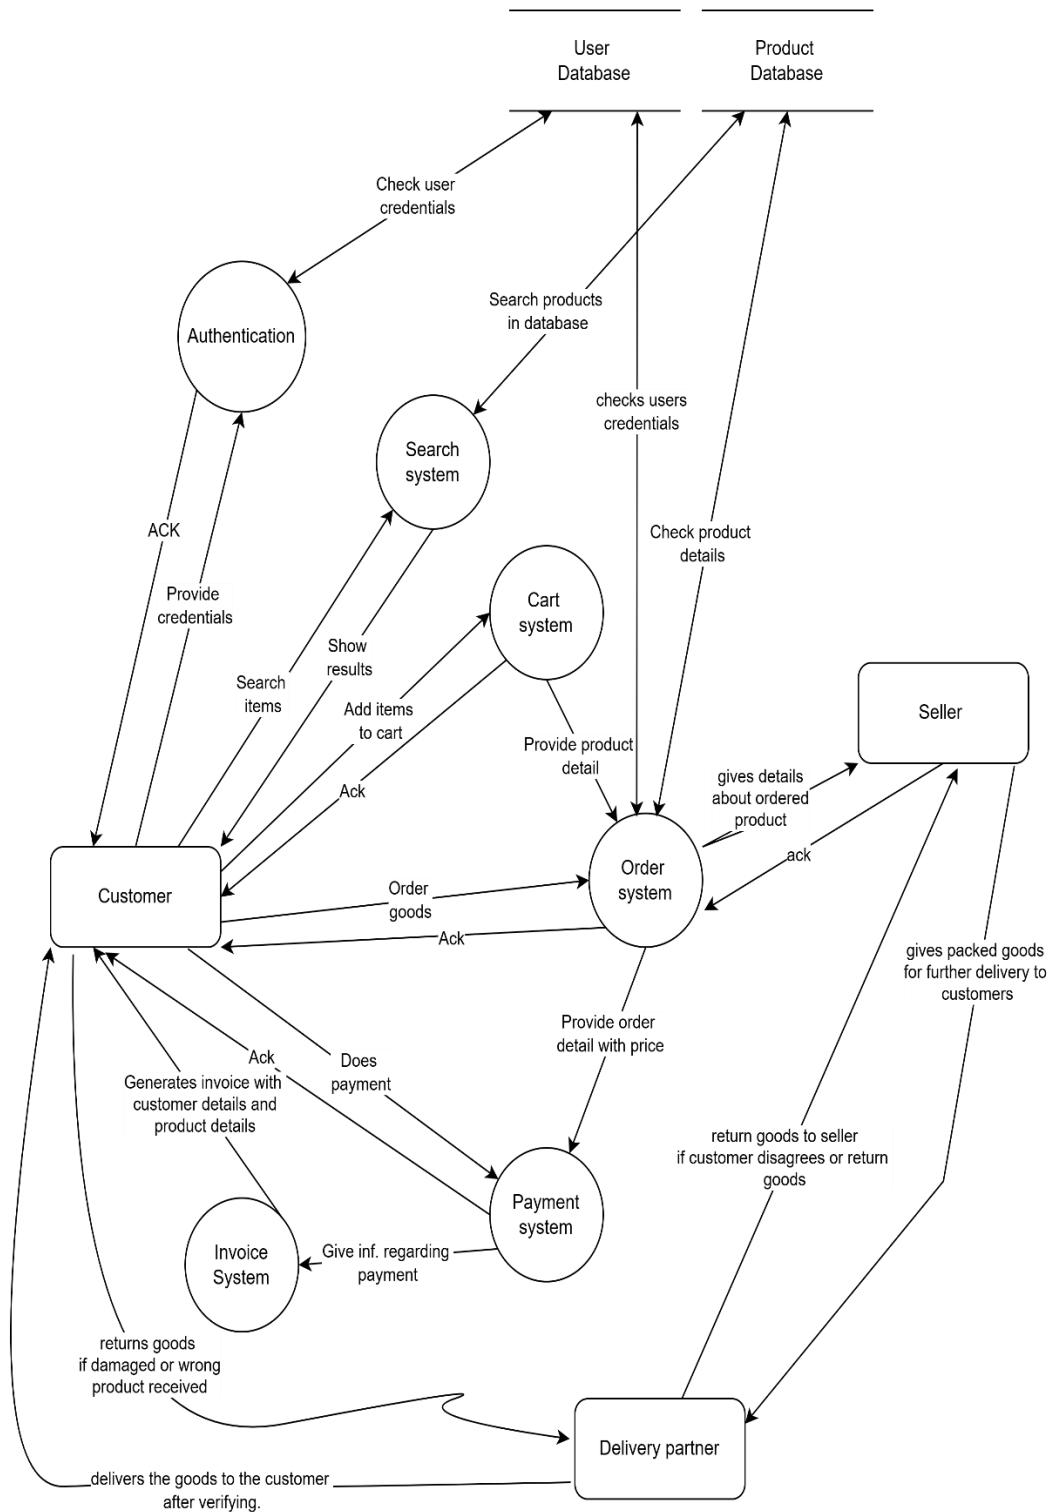 User
Database
Product
Database
Check user
credentials
Search products
in database
Authentication
checks users
credentials
Search
system
ACK
Check product
details
Provide
credentials
Cart
system
Show
results
Search
items
Add items
to cart
Seller
Provide product
detail
Ack
gives details
about ordered
product
ack
Order
system
Customer
Order
goods
Ack
gives packed goods
for further delivery to
customers
Provide order
detail with price
Ack
Does
payment
Generates invoice with
customer details and
product details
return goods to seller
if customer disagrees or return
goods
Payment
system
Invoice
System
Give inf. regarding
payment
returns goods
if damaged or wrong
product received
Delivery partner
delivers the goods to the customer
after verifying.